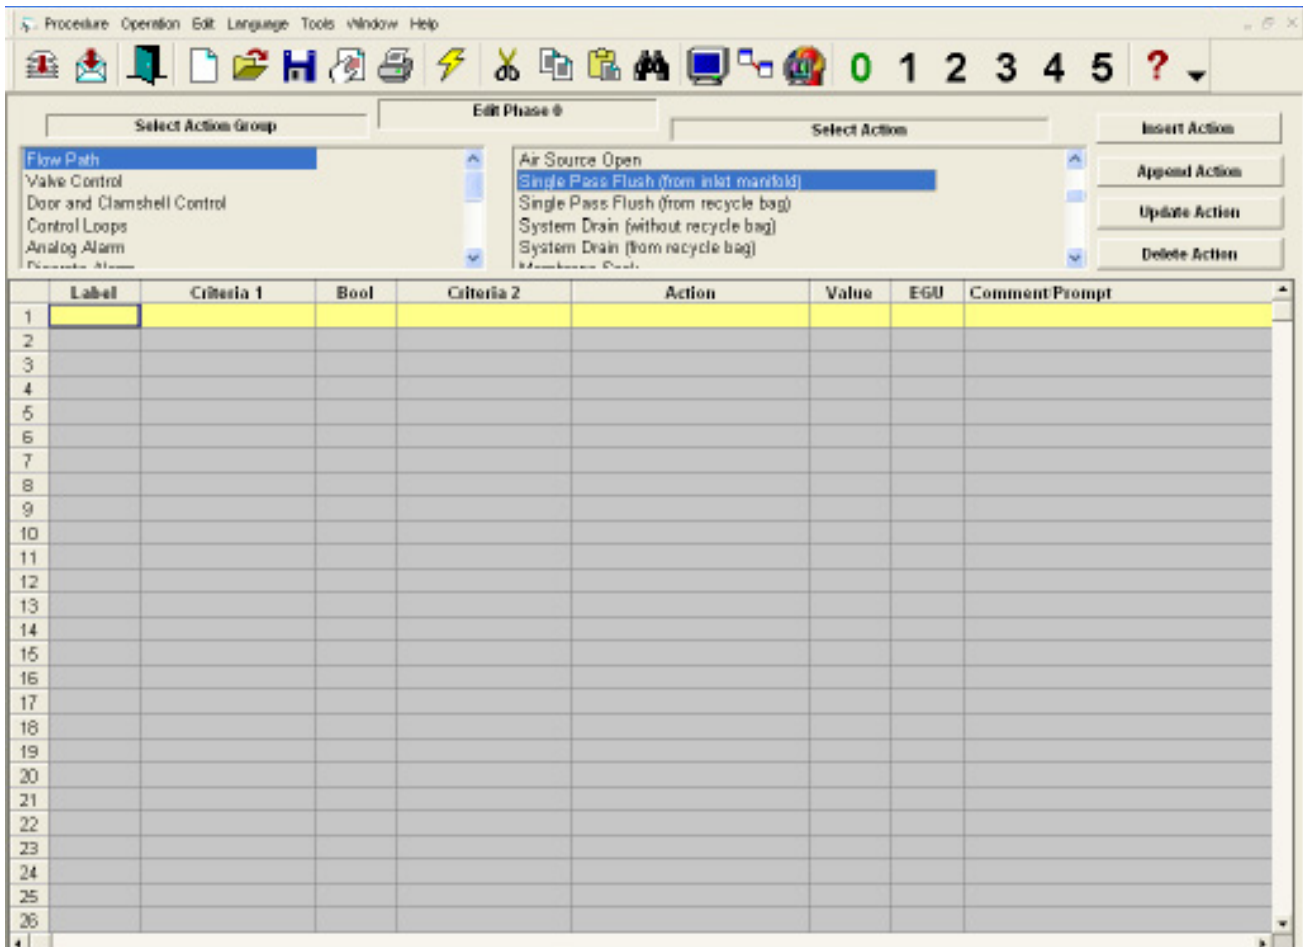 Procedure Operation Edit Language Tools Window Help
0 1 2 3 4 5 ?
Edit Phase 0
Select Action Group
Select Action
Flow Path
Valve Control
Door and Clamshell Control
Control Loops
Analog Alarm
Discrete Alarm
Air Source Open
Single Pass Flush (from inlet manifold)
Single Pass Flush (from recycle bag)
System Drain (without recycle bag)
System Drain (from recycle bag)
Insert Action
Append Action
Update Action
Delete Action
Label Criteria 1 Bool Criteria 2 Action Value EGU Comment/Prompt
1
2
3
4
5
6
7
8
9
10
11
12
13
14
15
16
17
18
19
20
21
22
23
24
25
26